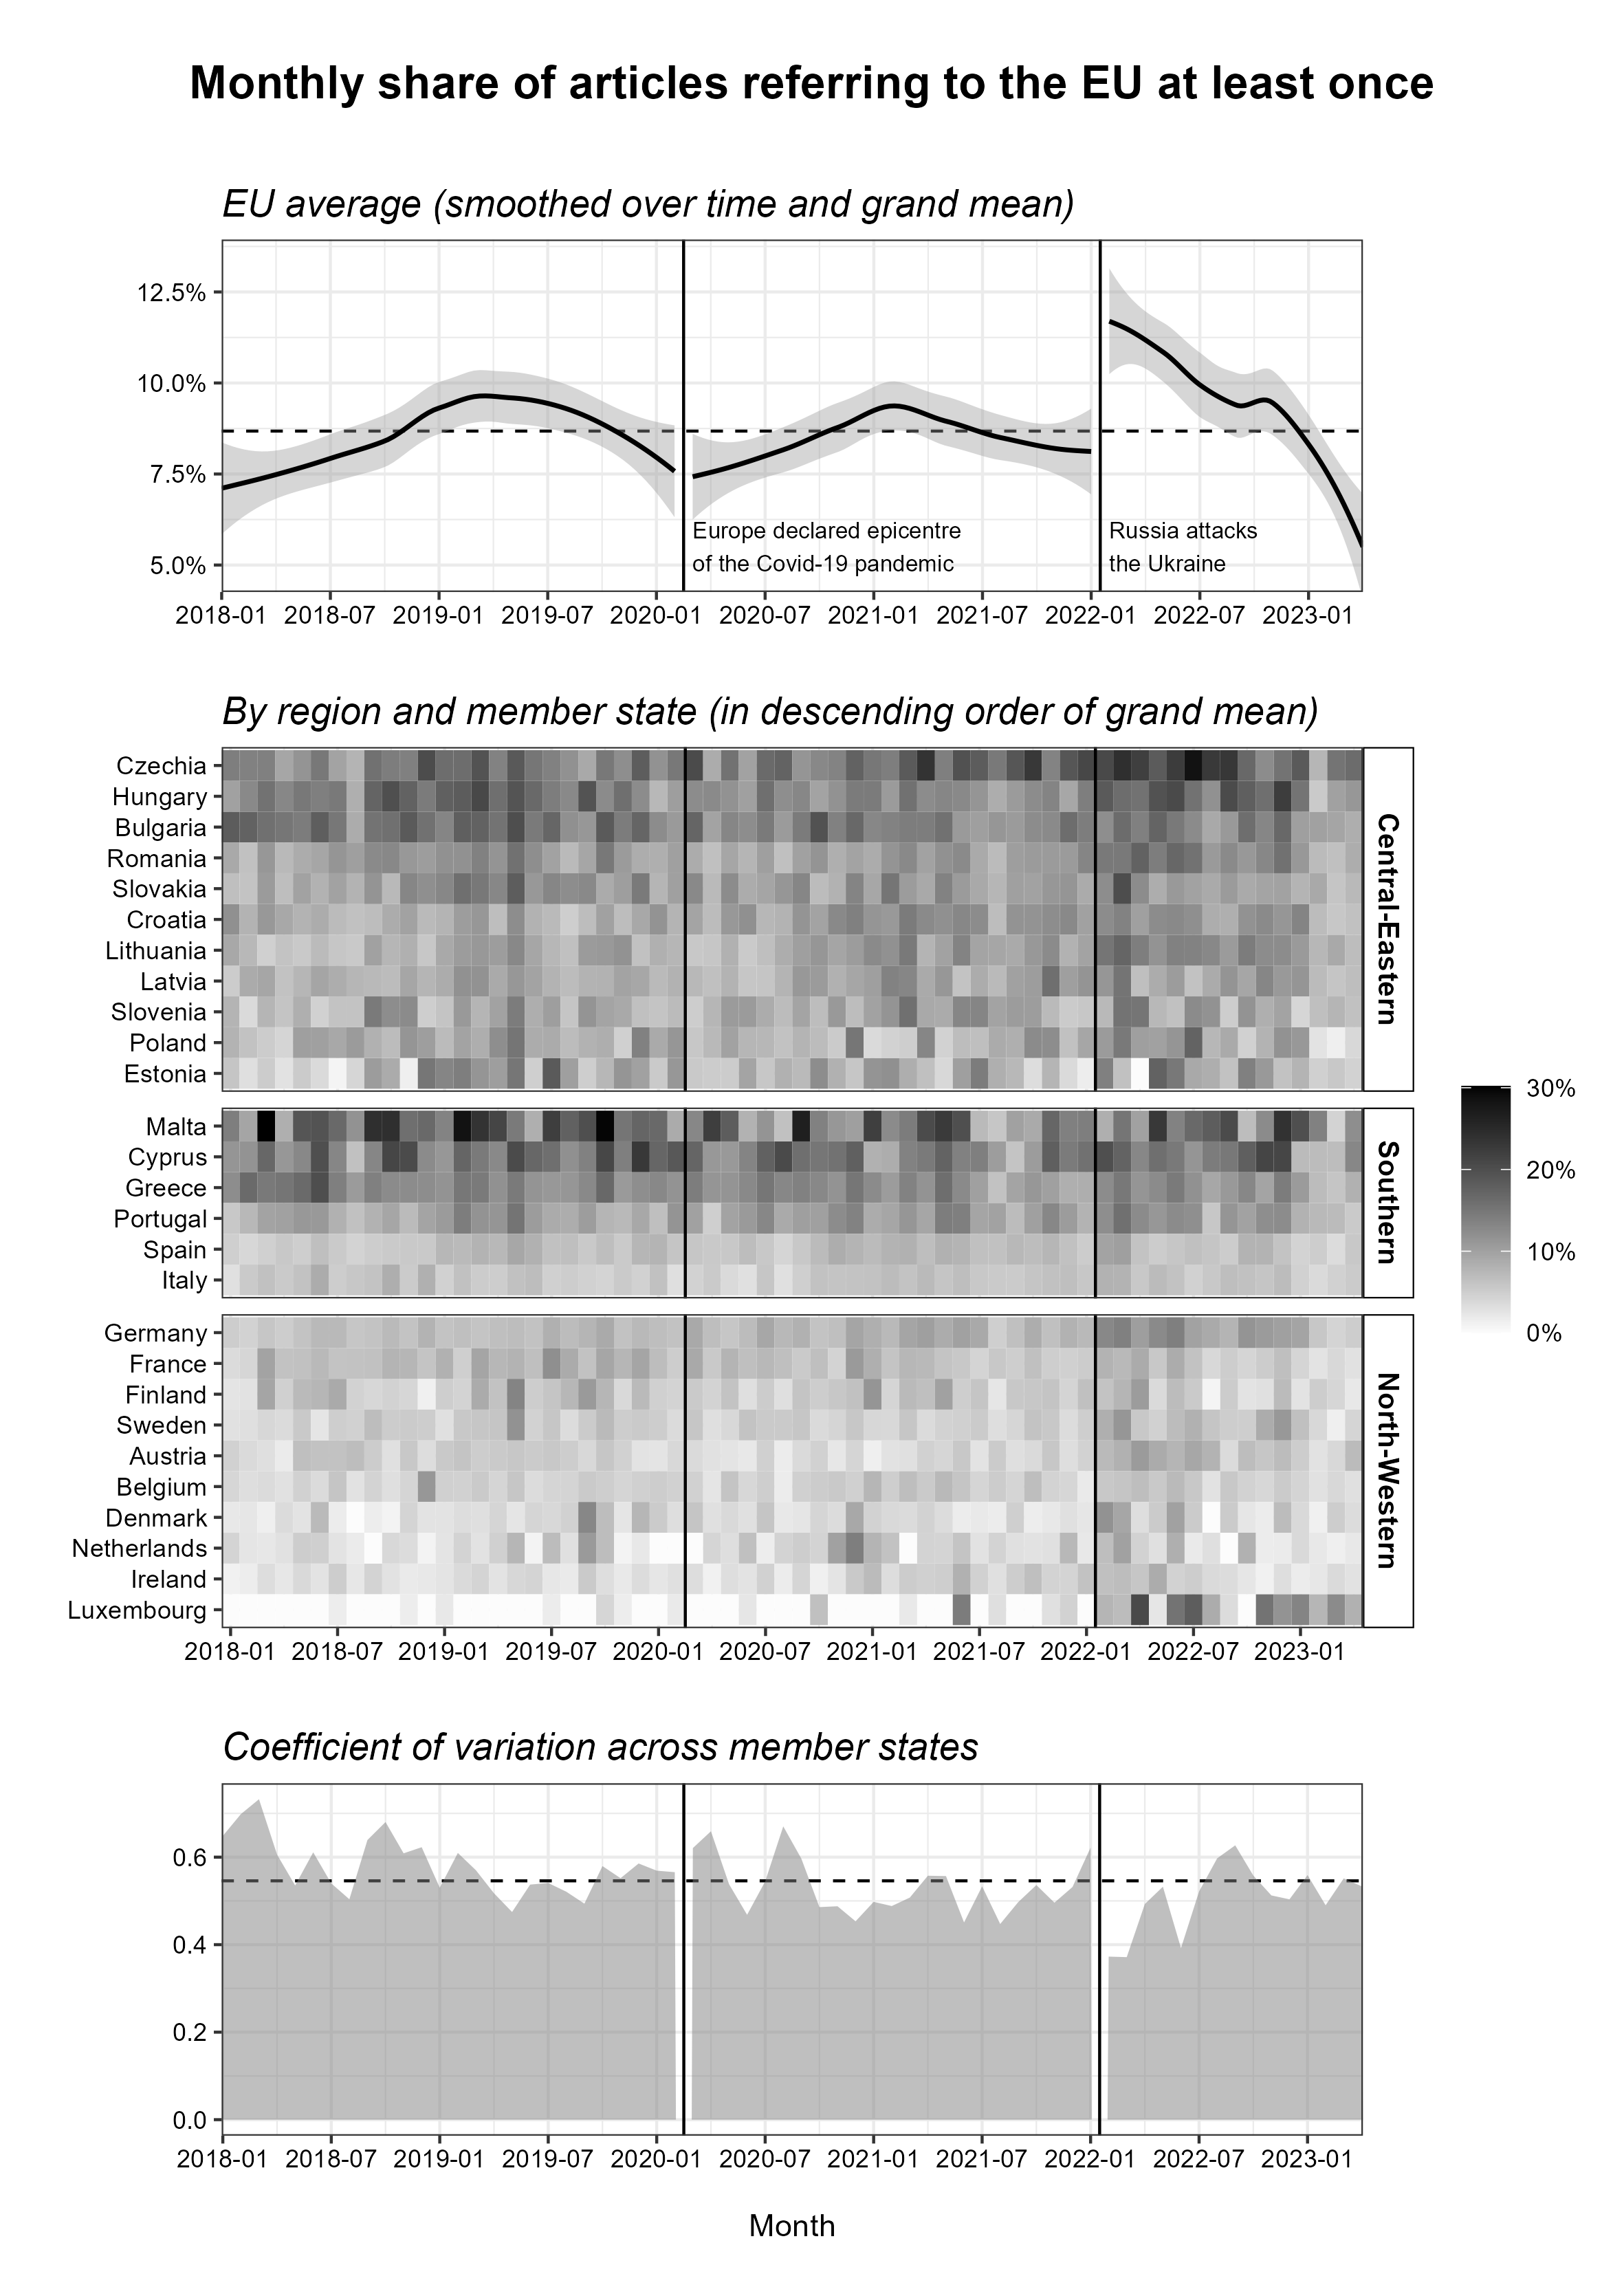 Monthly share of articles referring to the EU at least once
EU average (smoothed over time and grand mean)
12.5%
10.0%
7.5%
5.0%
Europe declared epicentre
of the Covid-19 pandemic
Russia attacks
the Ukraine
2018-01 2018-07 2019-01 2019-07 2020-01 2020-07 2021-01 2021-07 2022-01 2022-07 2023-01
By region and member state (in descending order of grand mean)
Czechia
Hungary
Bulgaria
Romania
Slovakia
Croatia
Lithuania
Latvia
Slovenia
Poland
Estonia
Central-Eastern
Malta
Cyprus
Greece
Portugal
Spain
Italy
Southern
Germany
France
Finland
Sweden
Austria
Belgium
Denmark
Netherlands
Ireland
Luxembourg
North-Western
2018-01 2018-07 2019-01 2019-07 2020-01 2020-07 2021-01 2021-07 2022-01 2022-07 2023-01
30%
20%
10%
0%
Coefficient of variation across member states
0.6
0.4
0.2
0.0
2018-01 2018-07 2019-01 2019-07 2020-01 2020-07 2021-01 2021-07 2022-01 2022-07 2023-01
Month